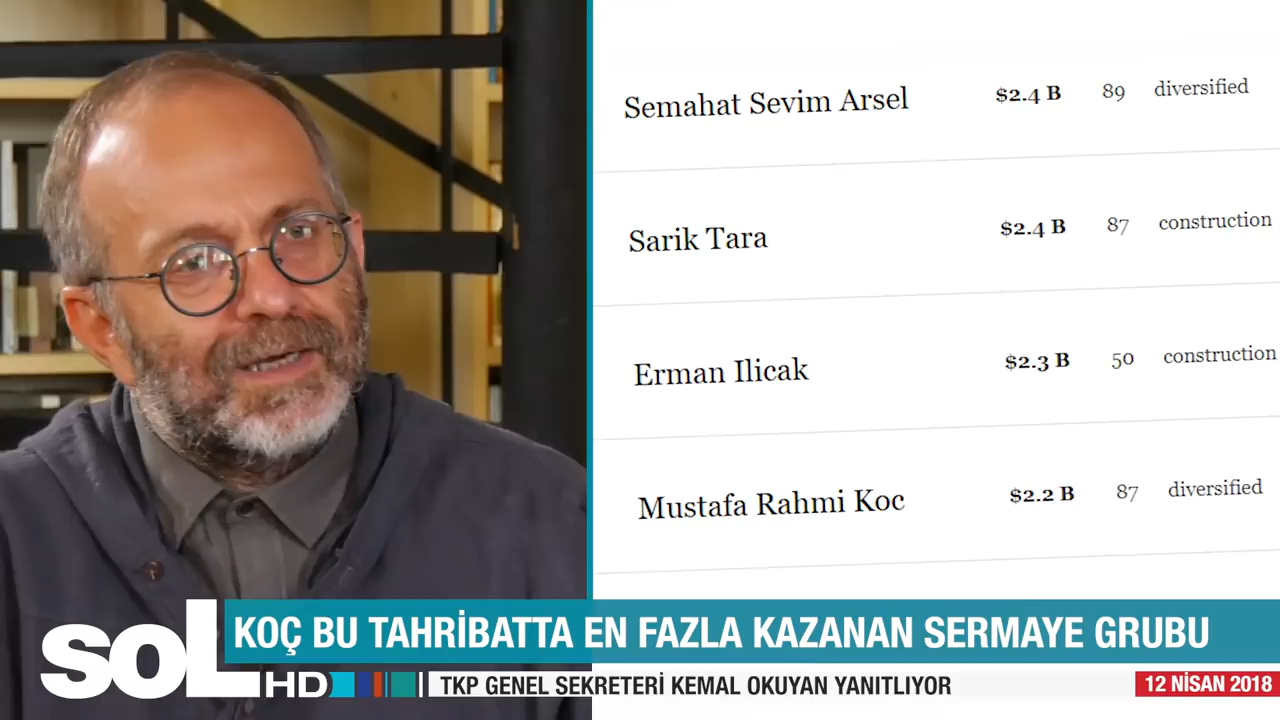 Semahat Sevim Arsel $2.4 B 89 diversified
Sarik Tara $2.4 B 87 construction
Erman Ilicak $2.3 B 50 construction
Mustafa Rahmi Koc $2.2 B 87 diversified
soL HD
KOÇ BU TAHRİBATTA EN FAZLA KAZANAN SERMAYE GRUBU
TKP GENEL SEKRETERİ KEMAL OKUYAN YANITLIYOR
12 NİSAN 2018